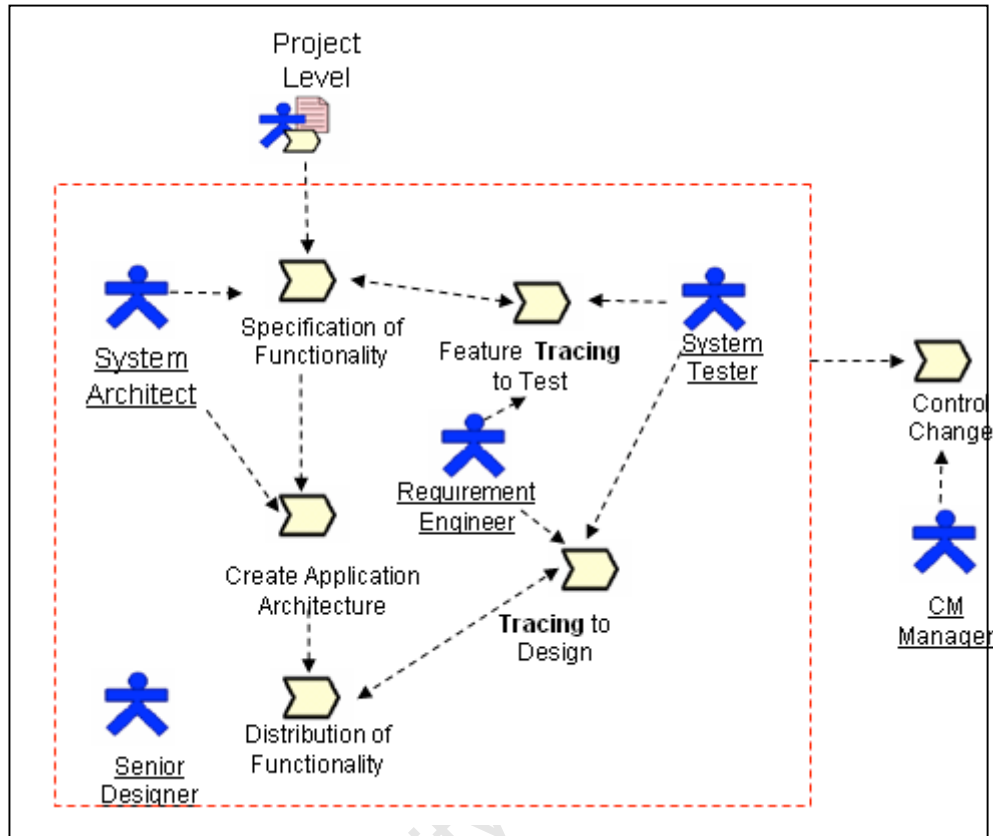 Project
Level
Specification of
Functionality
System
Architect
Feature Tracing
to Test
System
Tester
Control
Change
Requirement
Engineer
Create Application
Architecture
Tracing to
Design
CM
Manager
Senior
Designer
Distribution of
Functionality